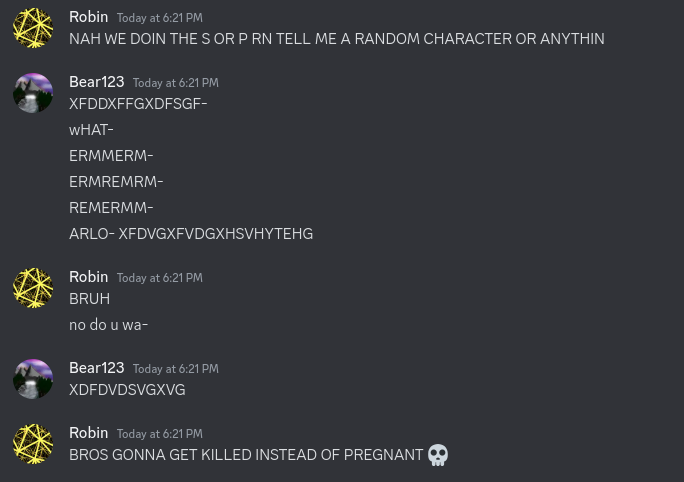 Robin Today at 6:21 PM
NAH WE DOIN THE S OR P RN TELL ME A RANDOM CHARACTER OR ANYTHIN
Bear123 Today at 6:21 PM
XFDDXFFGXDFSGF-
wHAT-
ERMMERM-
ERMREMRM-
REMERMM-
ARLO- XFDVGXFVDGXHSVHYTEHG
Robin Today at 6:21 PM
BRUH
no do u wa-
Bear123 Today at 6:21 PM
XDFDVDSVGXVG
Robin Today at 6:21 PM
BROS GONNA GET KILLED INSTEAD OF PREGNANT 💀